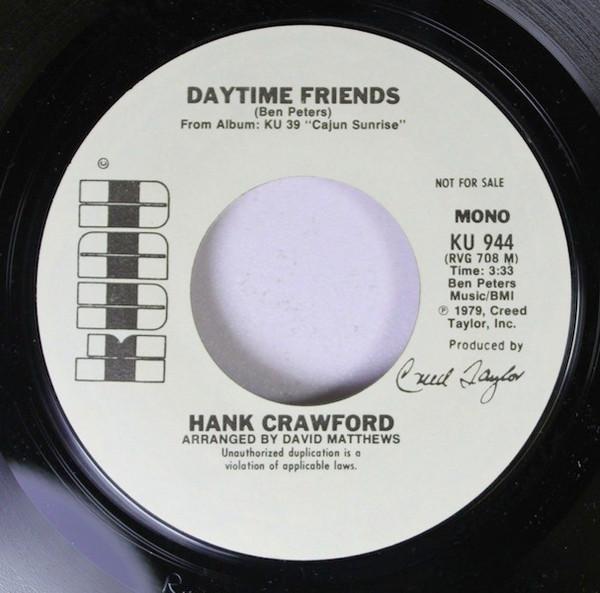 DAYTIME FRIENDS
(Ben Peters)
From Album: KU 39 "Cajun Sunrise"
©
KUDU
NOT FOR SALE
MONO
KU 944
(RVG 708 M)
Time: 3:33
Ben Peters
Music/BMI
℗ 1979, Creed
Taylor, Inc.
Produced by
Creed Taylor
HANK CRAWFORD
ARRANGED BY DAVID MATTHEWS
Unauthorized duplication is a
violation of applicable laws.